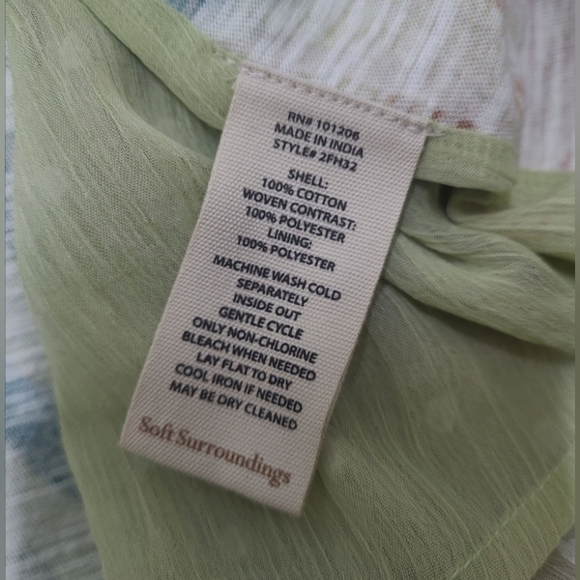 RN# 101206
MADE IN INDIA
STYLE# 2FH32
SHELL:
100% COTTON
WOVEN CONTRAST:
100% POLYESTER
LINING:
100% POLYESTER
MACHINE WASH COLD
SEPARATELY
INSIDE OUT
GENTLE CYCLE
ONLY NON-CHLORINE
BLEACH WHEN NEEDED
LAY FLAT TO DRY
COOL IRON IF NEEDED
MAY BE DRY CLEANED
Soft Surroundings